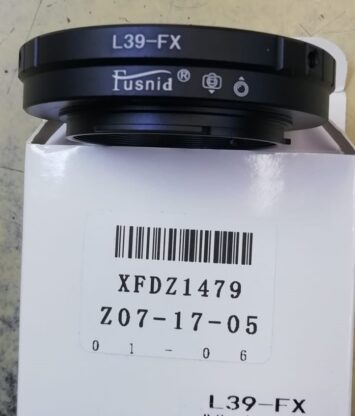 L39-FX
Fusnid®
XFDZ1479
Z07-17-05
01-06
L39-FX